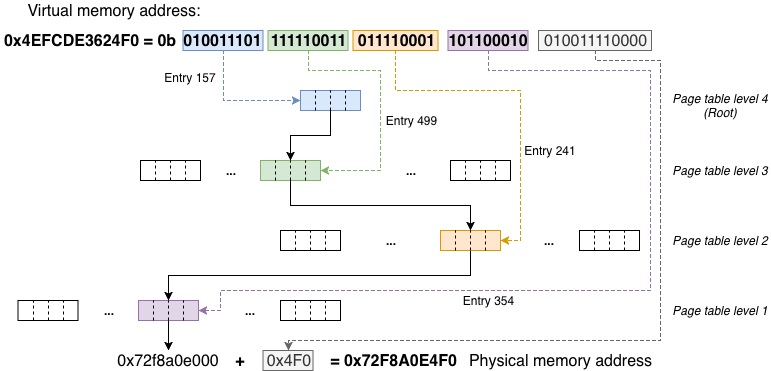 Virtual memory address:
0x4EFCDE3624F0 = 0b 010011101 111110011 011110001 101100010 010011110000
Entry 157
Page table level 4
(Root)
Entry 499
Entry 241
... ... Page table level 3
... ... Page table level 2
Entry 354
... ... Page table level 1
0x72f8a0e000 + 0x4F0 = 0x72F8A0E4F0 Physical memory address